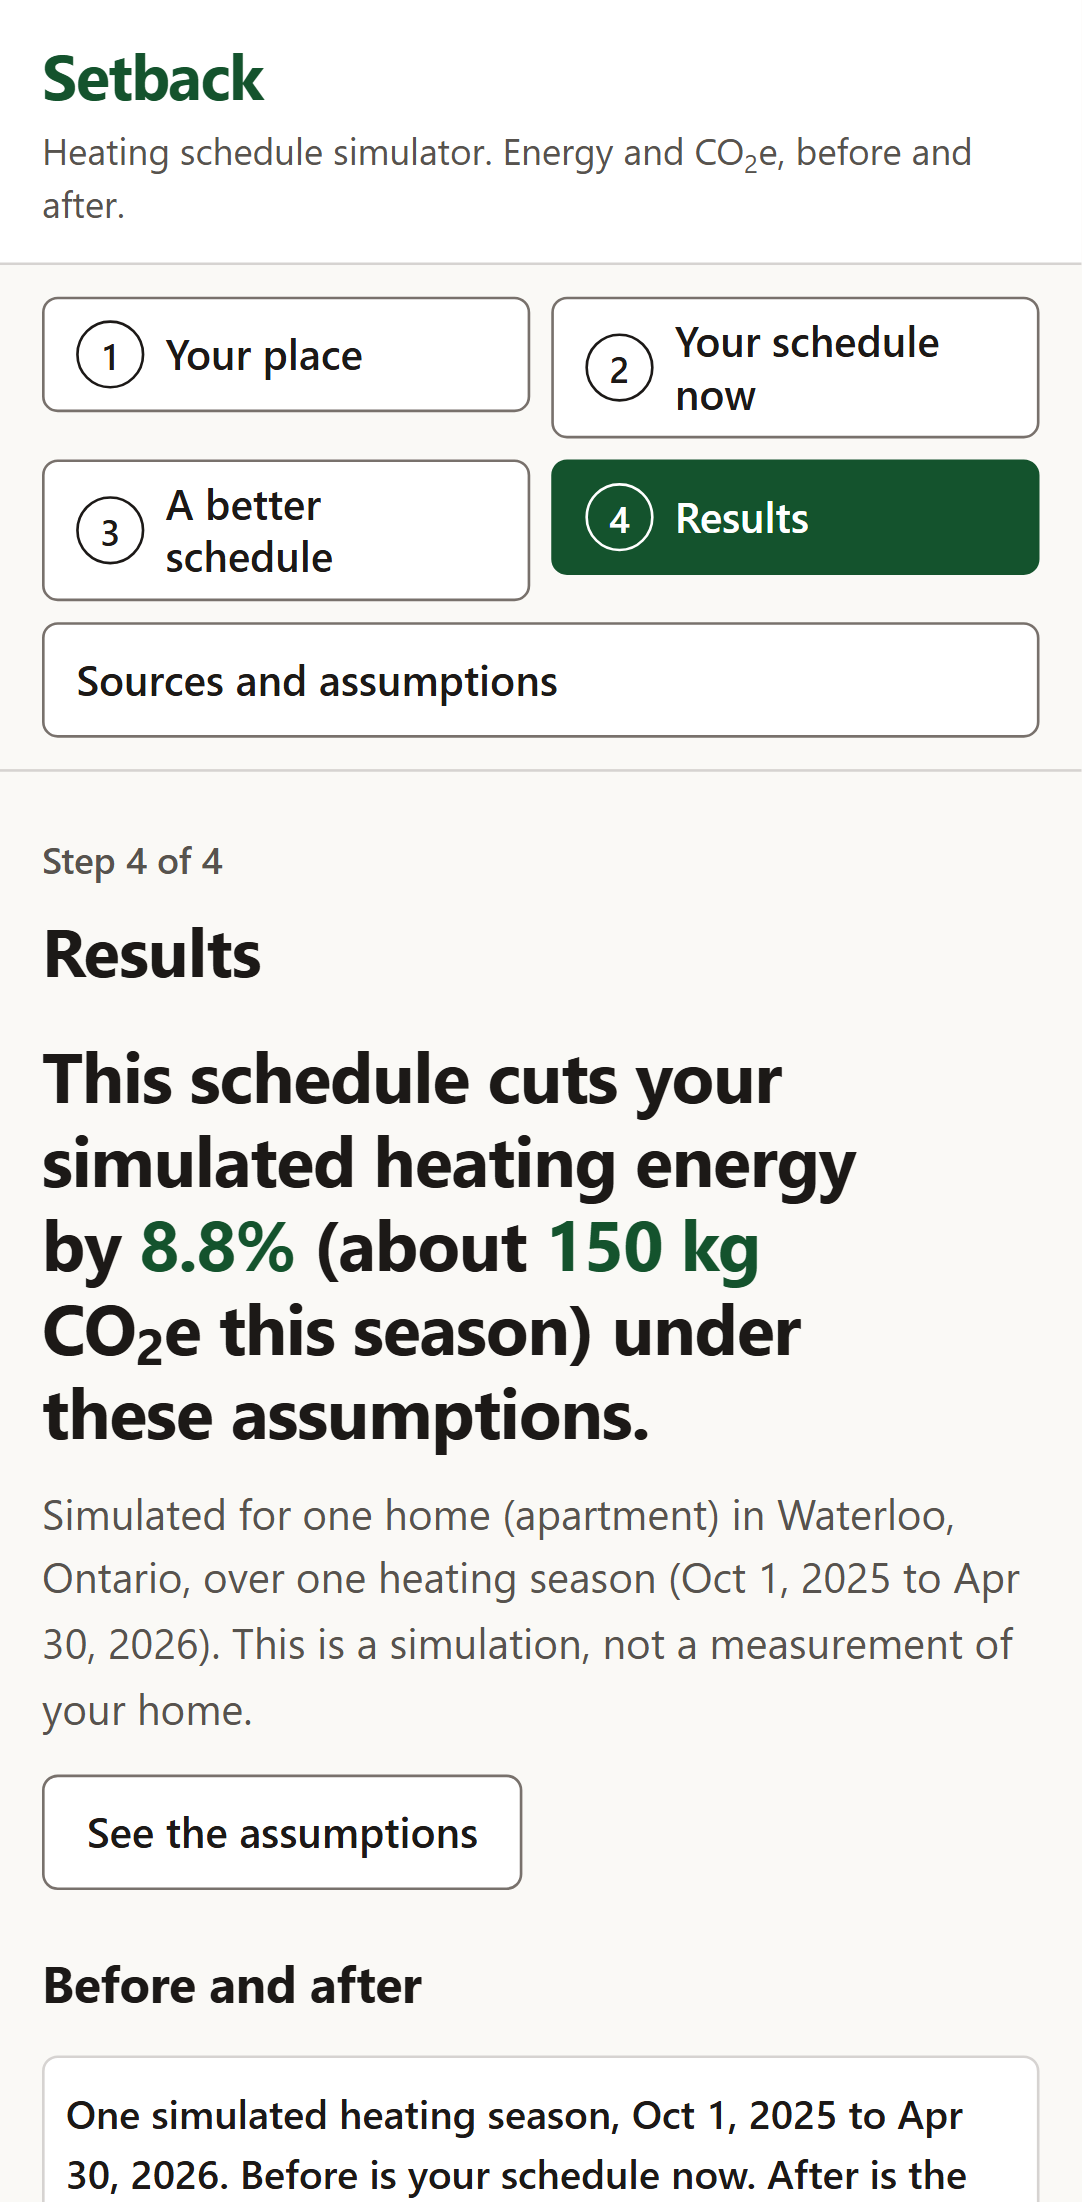 Setback
Heating schedule simulator. Energy and CO₂e, before and
after.
1 Your place
2 Your schedule
now
3 A better
schedule
4 Results
Sources and assumptions
Step 4 of 4
Results
This schedule cuts your
simulated heating energy
by 8.8% (about 150 kg
CO₂e this season) under
these assumptions.
Simulated for one home (apartment) in Waterloo,
Ontario, over one heating season (Oct 1, 2025 to Apr
30, 2026). This is a simulation, not a measurement of
your home.
See the assumptions
Before and after
One simulated heating season, Oct 1, 2025 to Apr
30, 2026. Before is your schedule now. After is the